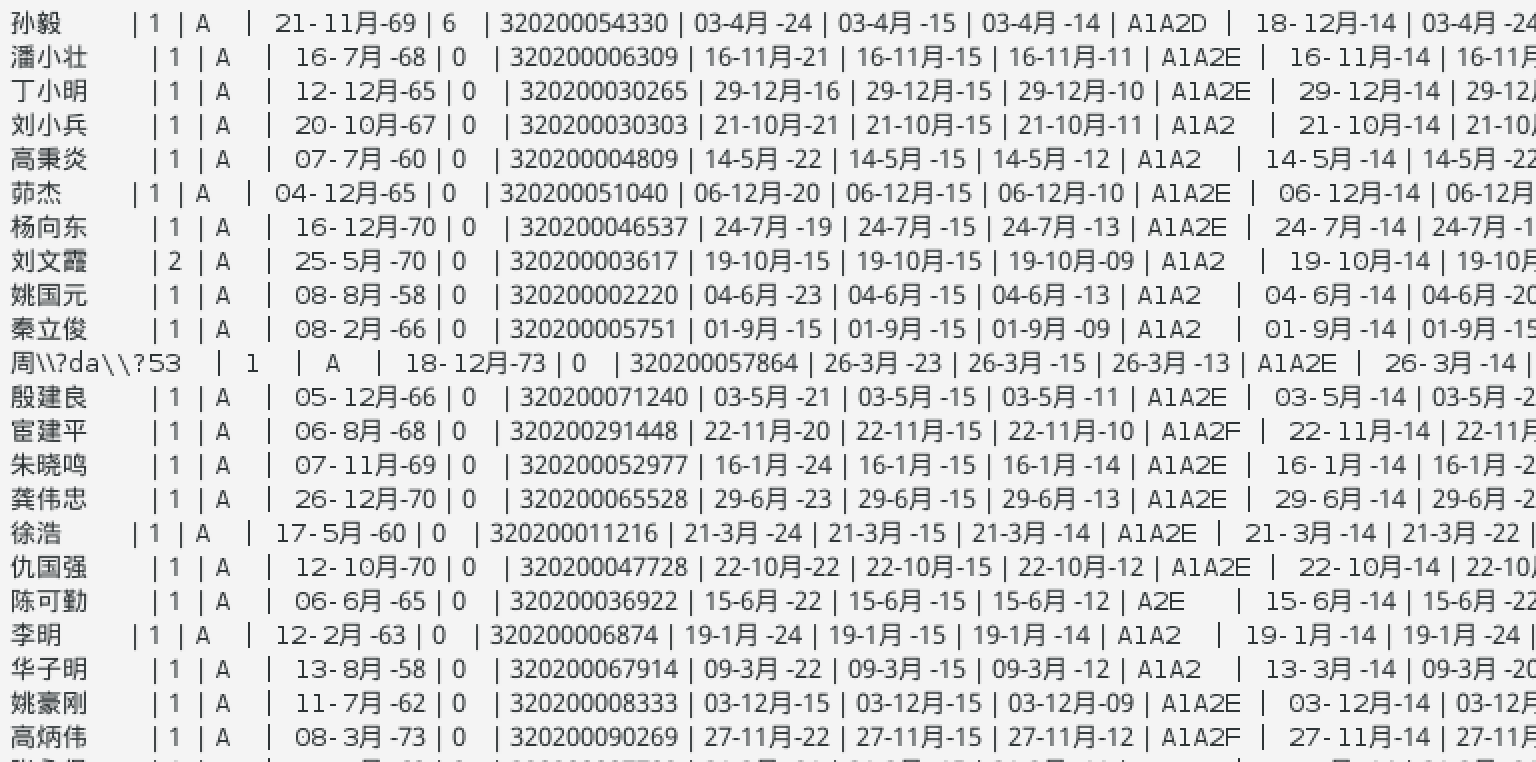 孙毅 | 1 | A | 21-11月-69 | 6 | 320200054330 | 03-4月 -24 | 03-4月 -15 | 03-4月 -14 | A1A2D | 18-12月-14 | 03-4月-24
潘小壮 | 1 | A | 16-7月 -68 | 0 | 320200006309 | 16-11月-21 | 16-11月-15 | 16-11月-11 | A1A2E | 16-11月-14 | 16-11月
丁小明 | 1 | A | 12-12月-65 | 0 | 320200030265 | 29-12月-16 | 29-12月-15 | 29-12月-10 | A1A2E | 29-12月-14 | 29-12月
刘小兵 | 1 | A | 20-10月-67 | 0 | 320200030303 | 21-10月-21 | 21-10月-15 | 21-10月-11 | A1A2 | 21-10月-14 | 21-10
高秉炎 | 1 | A | 07-7月 -60 | 0 | 320200004809 | 14-5月 -22 | 14-5月 -15 | 14-5月 -12 | A1A2 | 14-5月 -14 | 14-5月 -22
茆杰 | 1 | A | 04-12月-65 | 0 | 320200051040 | 06-12月-20 | 06-12月-15 | 06-12月-10 | A1A2E | 06-12月-14 | 06-12月
杨向东 | 1 | A | 16-12月-70 | 0 | 320200046537 | 24-7月 -19 | 24-7月 -15 | 24-7月 -13 | A1A2E | 24-7月 -14 | 24-7月 -1
刘文霞 | 2 | A | 25-5月 -70 | 0 | 320200003617 | 19-10月-15 | 19-10月-15 | 19-10月-09 | A1A2 | 19-10月-14 | 19-10月
姚国元 | 1 | A | 08-8月 -58 | 0 | 320200002220 | 04-6月 -23 | 04-6月 -15 | 04-6月 -13 | A1A2 | 04-6月 -14 | 04-6月 -20
秦立俊 | 1 | A | 08-2月 -66 | 0 | 320200005751 | 01-9月 -15 | 01-9月 -15 | 01-9月 -09 | A1A2 | 01-9月 -14 | 01-9月 -15
周\\?da\\?53 | 1 | A | 18-12月-73 | 0 | 320200057864 | 26-3月 -23 | 26-3月 -15 | 26-3月 -13 | A1A2E | 26-3月 -14 |
殷建良 | 1 | A | 05-12月-66 | 0 | 320200071240 | 03-5月 -21 | 03-5月 -15 | 03-5月 -11 | A1A2E | 03-5月 -14 | 03-5月 -2
宦建平 | 1 | A | 06-8月 -68 | 0 | 320200291448 | 22-11月-20 | 22-11月-15 | 22-11月-10 | A1A2F | 22-11月-14 | 22-11月
朱晓鸣 | 1 | A | 07-11月-69 | 0 | 320200052977 | 16-1月 -24 | 16-1月 -15 | 16-1月 -14 | A1A2E | 16-1月 -14 | 16-1月 -2
龚伟忠 | 1 | A | 26-12月-70 | 0 | 320200065528 | 29-6月 -23 | 29-6月 -15 | 29-6月 -13 | A1A2E | 29-6月 -14 | 29-6月 -2
徐浩 | 1 | A | 17-5月 -60 | 0 | 320200011216 | 21-3月 -24 | 21-3月 -15 | 21-3月 -14 | A1A2E | 21-3月 -14 | 21-3月 -22 |
仇国强 | 1 | A | 12-10月-70 | 0 | 320200047728 | 22-10月-22 | 22-10月-15 | 22-10月-12 | A1A2E | 22-10月-14 | 22-10
陈可勤 | 1 | A | 06-6月 -65 | 0 | 320200036922 | 15-6月 -22 | 15-6月 -15 | 15-6月 -12 | A2E | 15-6月 -14 | 15-6月 -22
李明 | 1 | A | 12-2月 -63 | 0 | 320200006874 | 19-1月 -24 | 19-1月 -15 | 19-1月 -14 | A1A2 | 19-1月 -14 | 19-1月 -24 |
华子明 | 1 | A | 13-8月 -58 | 0 | 320200067914 | 09-3月 -22 | 09-3月 -15 | 09-3月 -12 | A1A2 | 13-3月 -14 | 09-3月 -20
姚豪刚 | 1 | A | 11-7月 -62 | 0 | 320200008333 | 03-12月-15 | 03-12月-15 | 03-12月-09 | A1A2E | 03-12月-14 | 03-12月
高炳伟 | 1 | A | 08-3月 -73 | 0 | 320200090269 | 27-11月-22 | 27-11月-15 | 27-11月-12 | A1A2F | 27-11月-14 | 27-11月